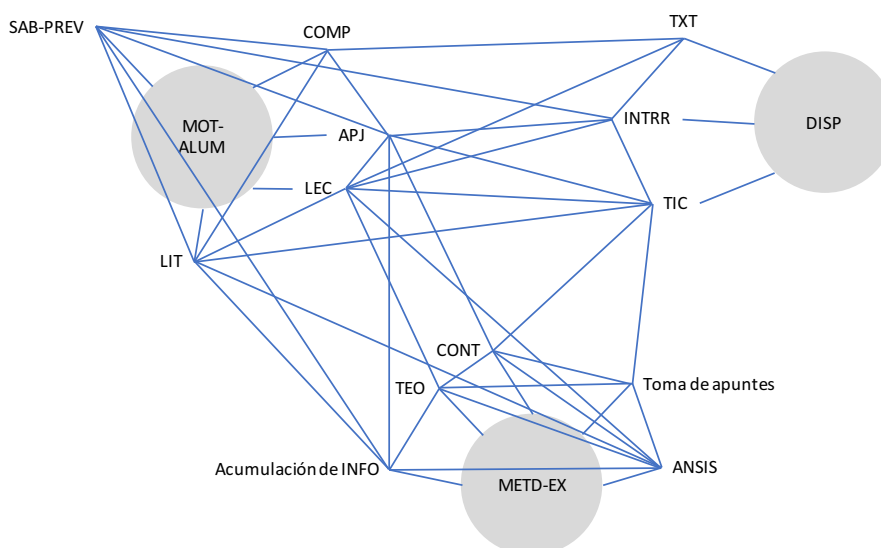 SAB-PREV
COMP
TXT
MOT-
ALUM
APJ
INTRR
DISP
LEC
TIC
LIT
CONT
TEO
Toma de apuntes
Acumulación de INFO
METD-EX
ANSIS